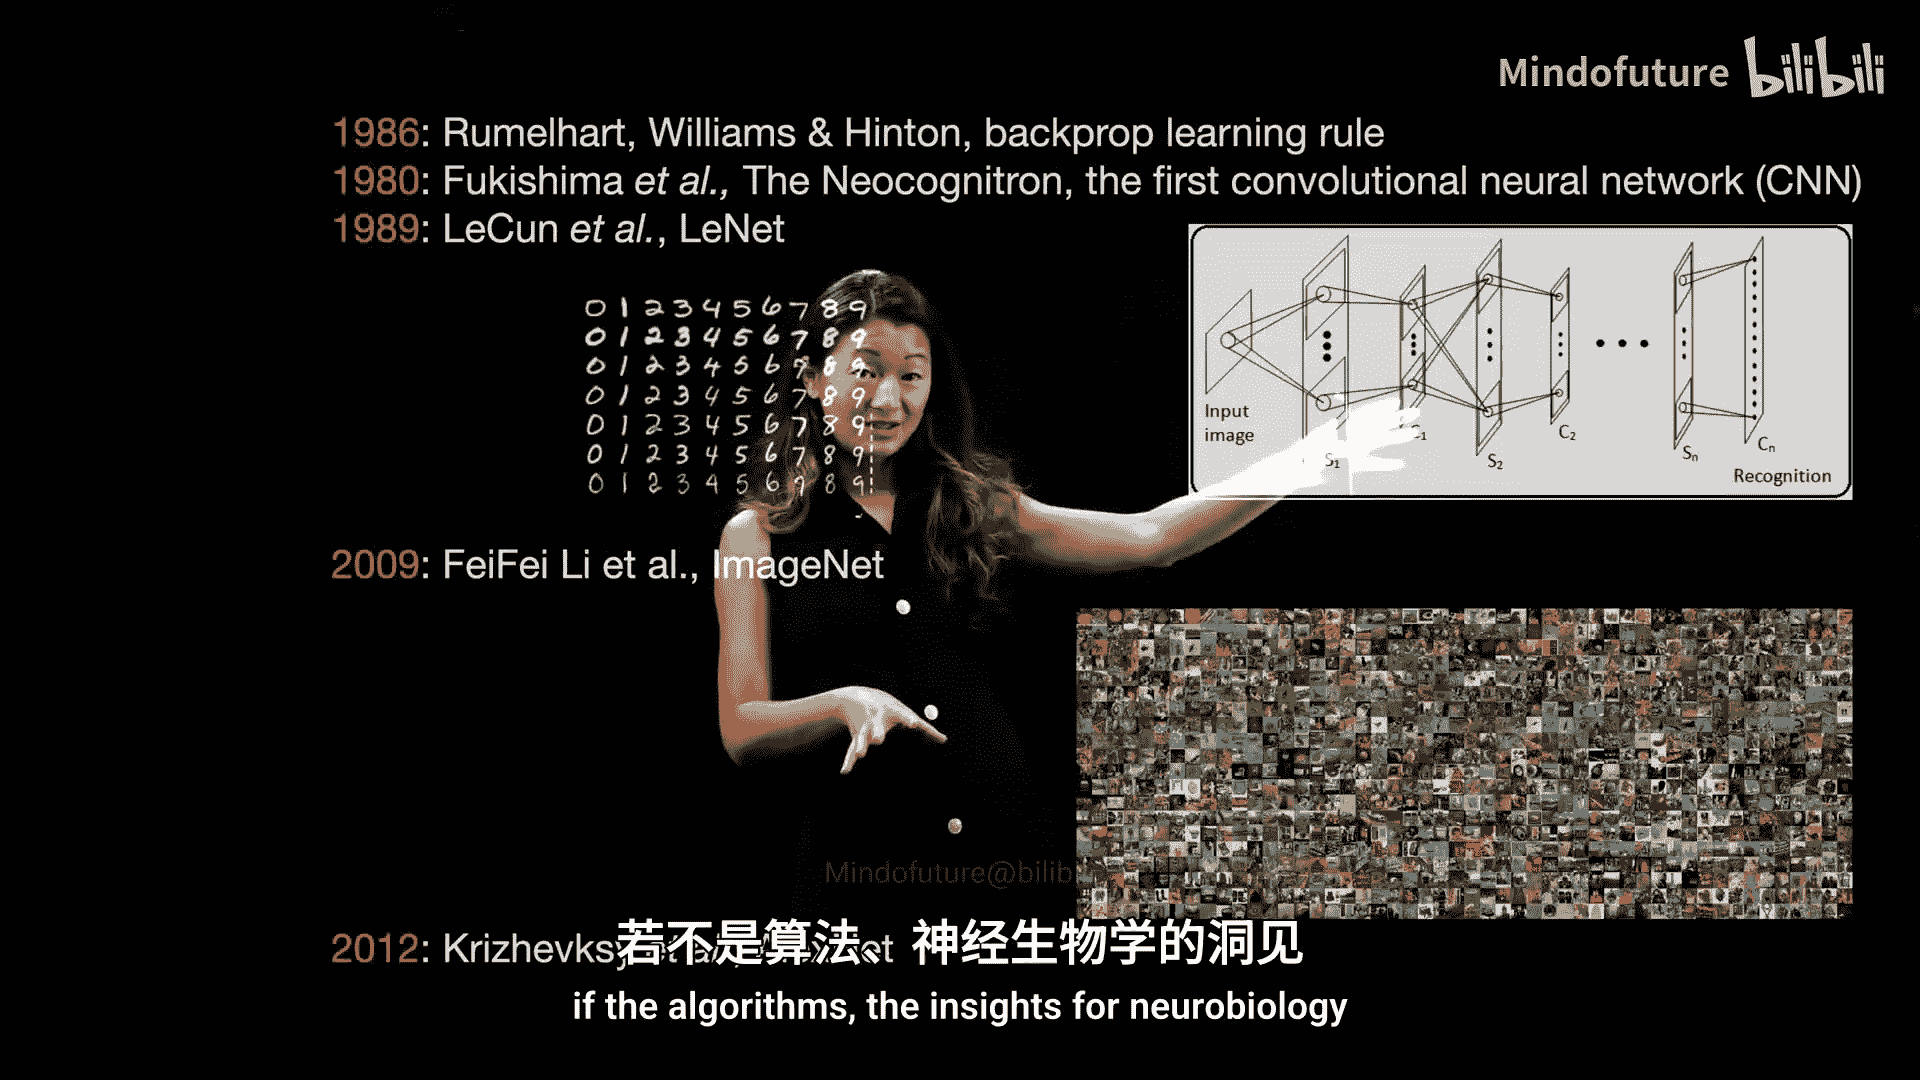 Mindofuture bilibili
1986: Rumelhart, Williams & Hinton, backprop learning rule
1980: Fukishima et al., The Neocognitron, the first convolutional neural network (CNN)
1989: LeCun et al., LeNet
0 1 2 3 4 5 6 7 8 9
0 1 2 3 4 5 6 7 8 9
0 1 2 3 4 5 6 7 8 9
0 1 2 3 4 5 6 7 8 9
0 1 2 3 4 5 6 7 8 9
0 1 2 3 4 5 6 7 8 9
0 1 2 3 4 5 6 7 8 9
Input
image
S1
C1
S2
C2
Sn
Cn
Recognition
2009: FeiFei Li et al., ImageNet
Mindofuture@bilib
2012: Krizhevksy
若不是算法、神经生物学的洞见
if the algorithms, the insights for neurobiology